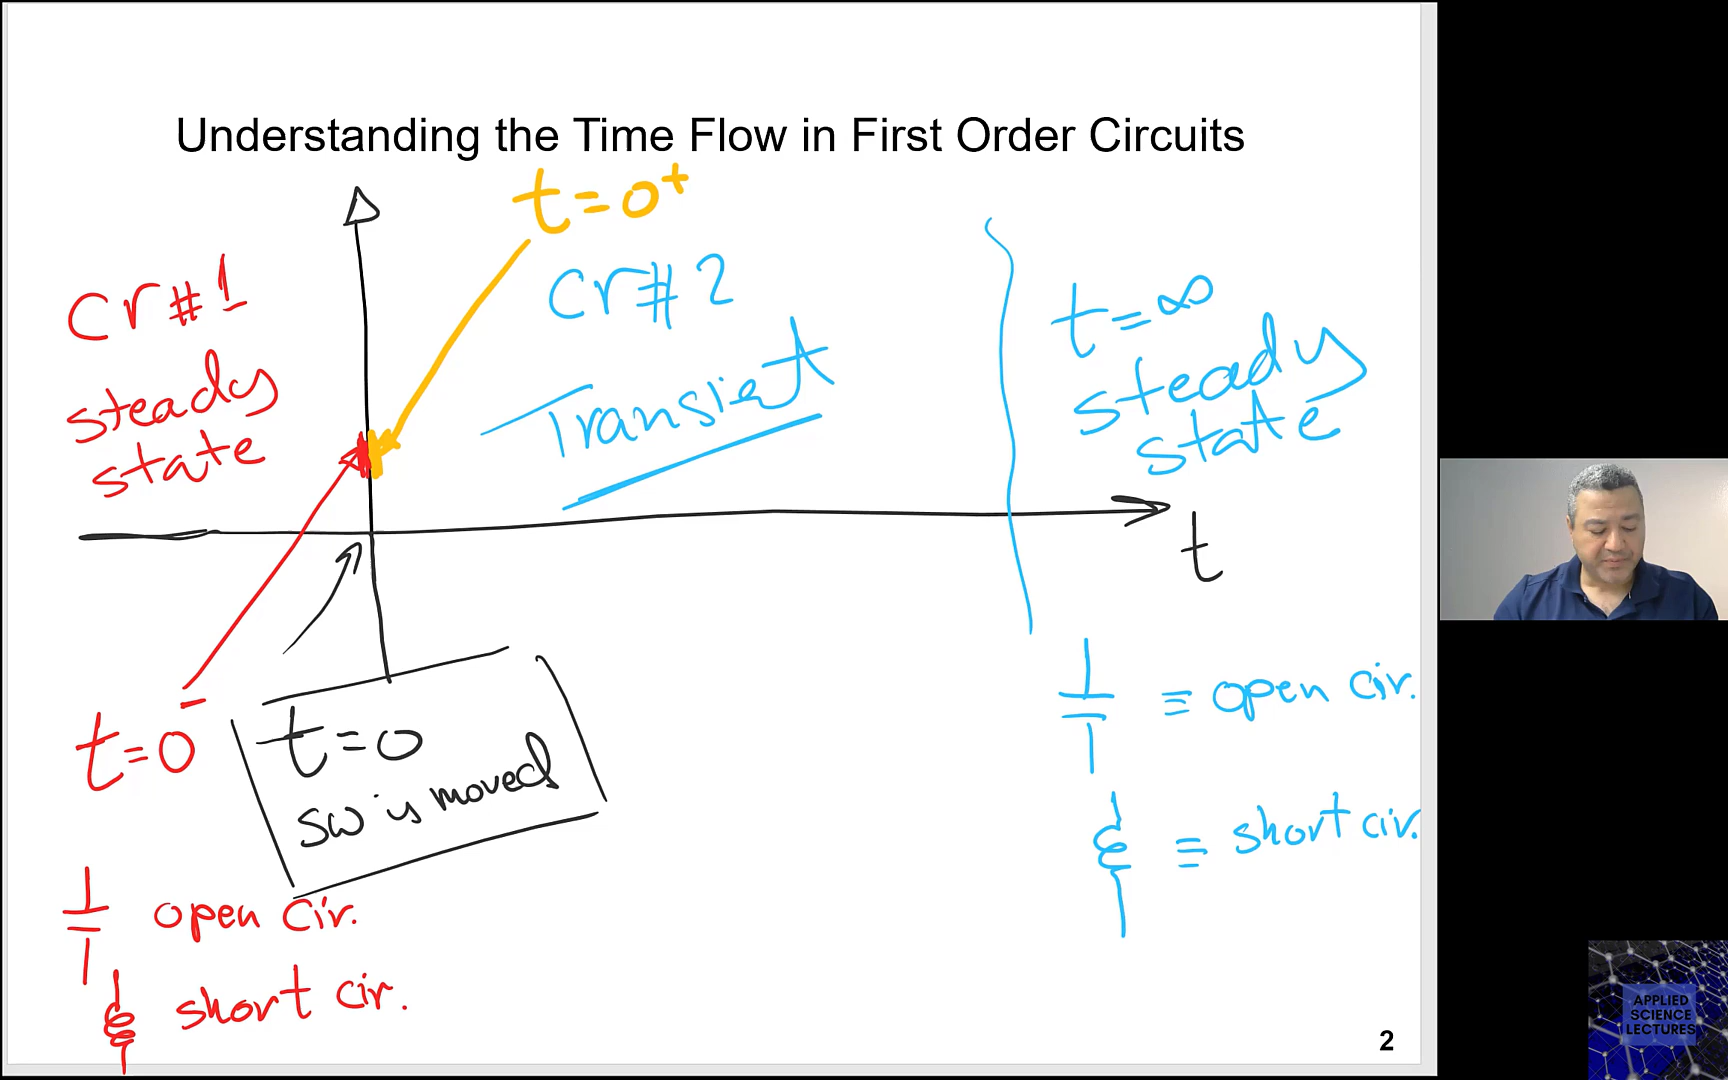 Understanding the Time Flow in First Order Circuits
t=0+
Cr#1
steady
state
Cr#2
Transient
t=∞
steady
state
t
t=0-
t=0
sw is moved
open cir.
short cir.
≡ open cir.
≡ short cir.
2
APPLIED
SCIENCE
LECTURES